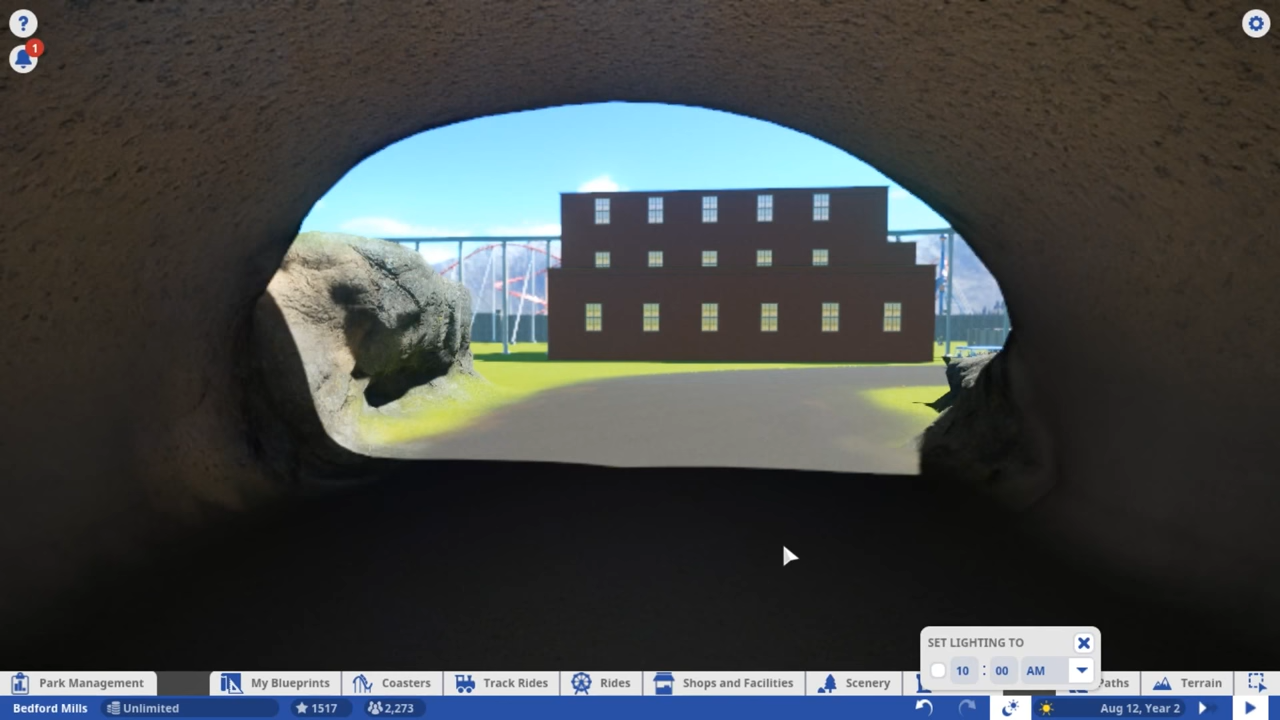 ?
1
SET LIGHTING TO
10 : 00 AM
Park Management
My Blueprints
Coasters
Track Rides
Rides
Shops and Facilities
Scenery
Paths
Terrain
Bedford Mills
Unlimited
1517
2,273
Aug 12, Year 2